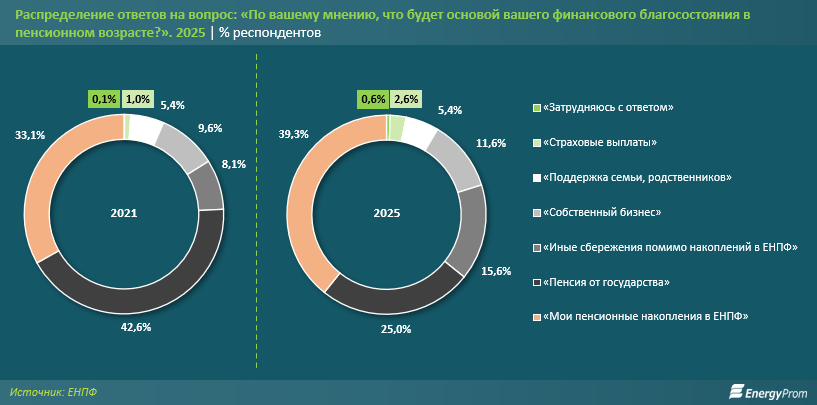 Распределение ответов на вопрос: «По вашему мнению, что будет основой вашего финансового благосостояния в
пенсионном возрасте?». 2025 | % респондентов
0,1%
1,0%
5,4%
9,6%
8,1%
42,6%
33,1%
2021
0,6%
2,6%
5,4%
11,6%
15,6%
25,0%
39,3%
2025
«Затрудняюсь с ответом»
«Страховые выплаты»
«Поддержка семьи, родственников»
«Собственный бизнес»
«Иные сбережения помимо накоплений в ЕНПФ»
«Пенсия от государства»
«Мои пенсионные накопления в ЕНПФ»
Источник: ЕНПФ
EnergyProm